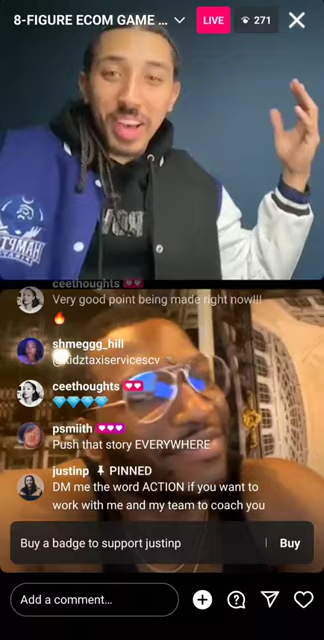 8-FIGURE ECOM GAME ...
LIVE
271
ceethoughts
Very good point being made right now!!!
🔥
shmeggg_hill
@kidztaxiservicescv
ceethoughts
💎💎💎💎
psmiith
Push that story EVERYWHERE
justinp PINNED
DM me the word ACTION if you want to
work with me and my team to coach you
Buy a badge to support justinp
Buy
Add a comment...